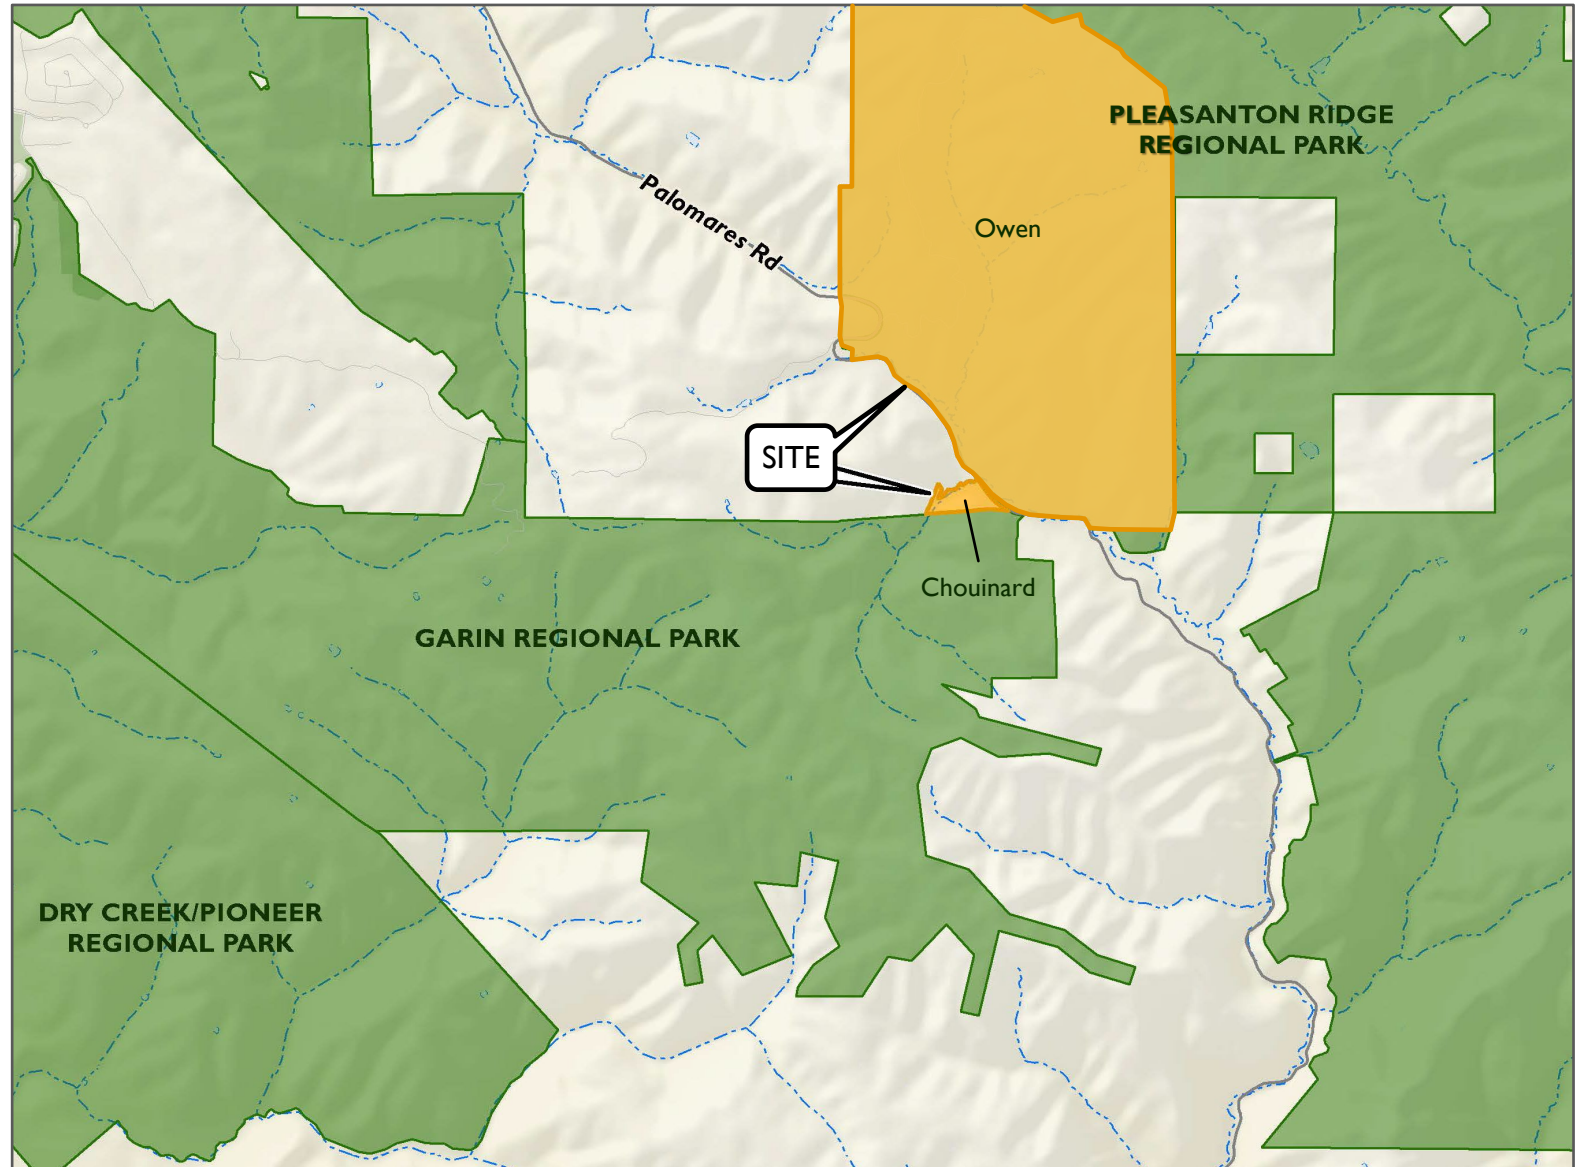 PLEASANTON RIDGE
REGIONAL PARK
Palomares Rd
Owen
SITE
Chouinard
GARIN REGIONAL PARK
DRY CREEK/PIONEER
REGIONAL PARK